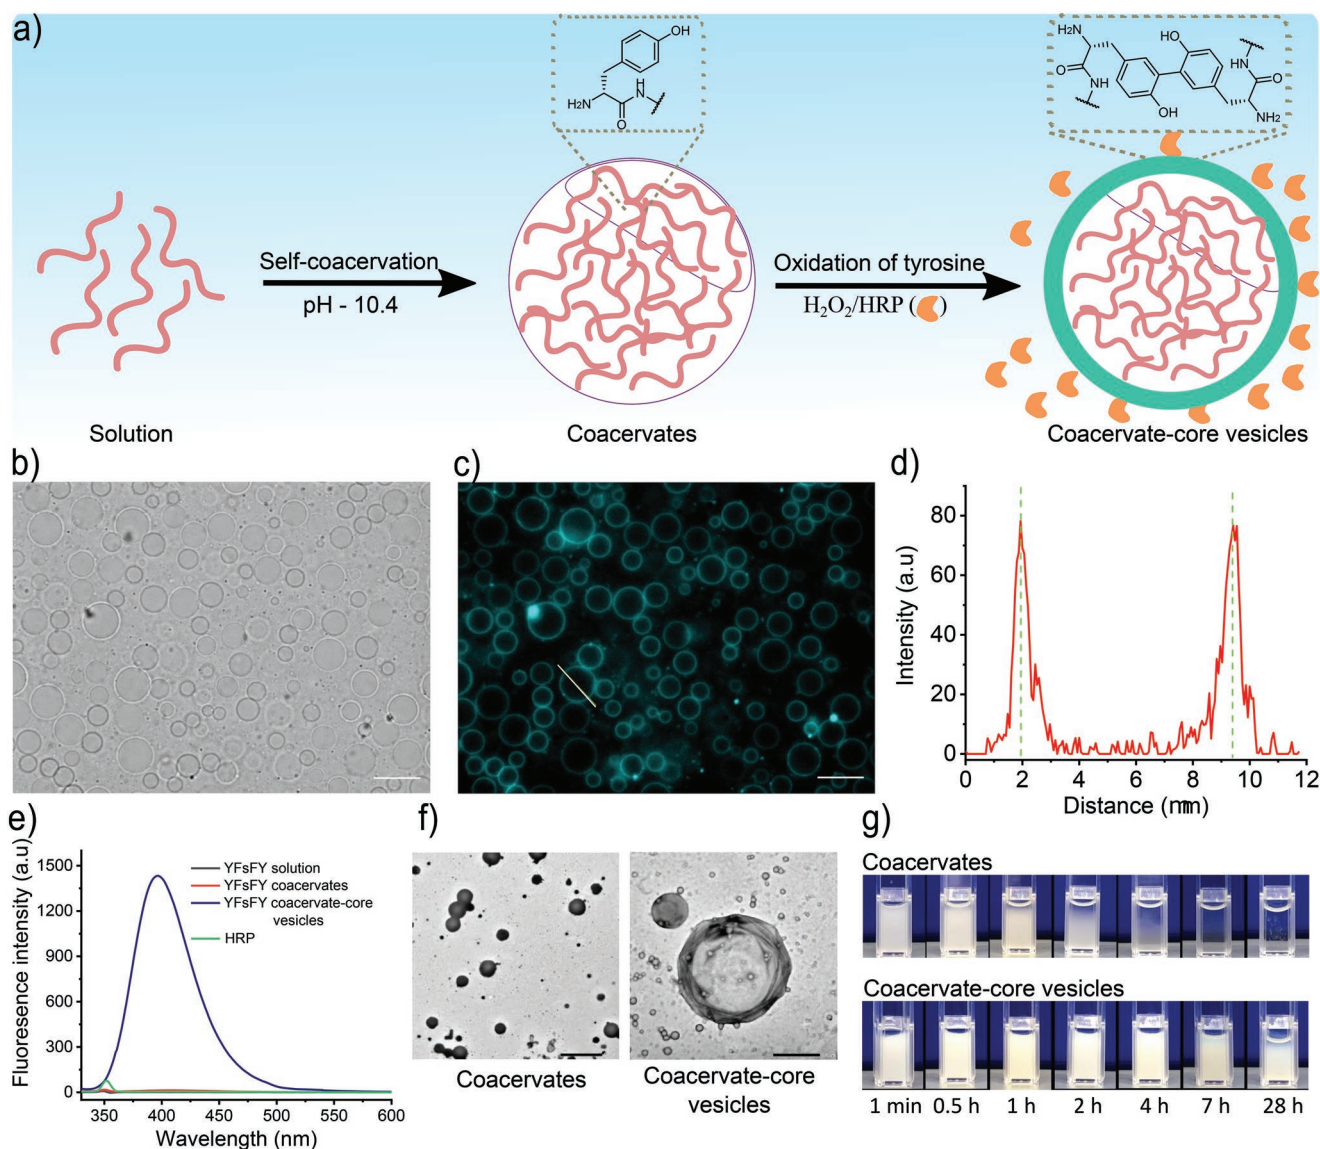 a)
OH
H₂N
H
N
O
H₂N
O
NH
OH
HO
HN
O
NH₂
Self-coacervation
pH - 10.4
Oxidation of tyrosine
H₂O₂/HRP ( )
Solution
Coacervates
Coacervate-core vesicles
b)
c)
d)
80
60
40
20
0
Intensity (a.u)
0 2 4 6 8 10 12
e)
1500
1200
900
600
300
0
Fluoresence intensity (a.u)
YFsFY solution
YFsFY coacervates
YFsFY coacervate-core
vesicles
HRP
350 400 450 500 550 600
Wavelength (nm)
f)
Coacervates
Coacervate-core
vesicles
g)
Coacervates
Coacervate-core vesicles
1 min 0.5 h 1 h 2 h 4 h 7 h 28 h
Distance